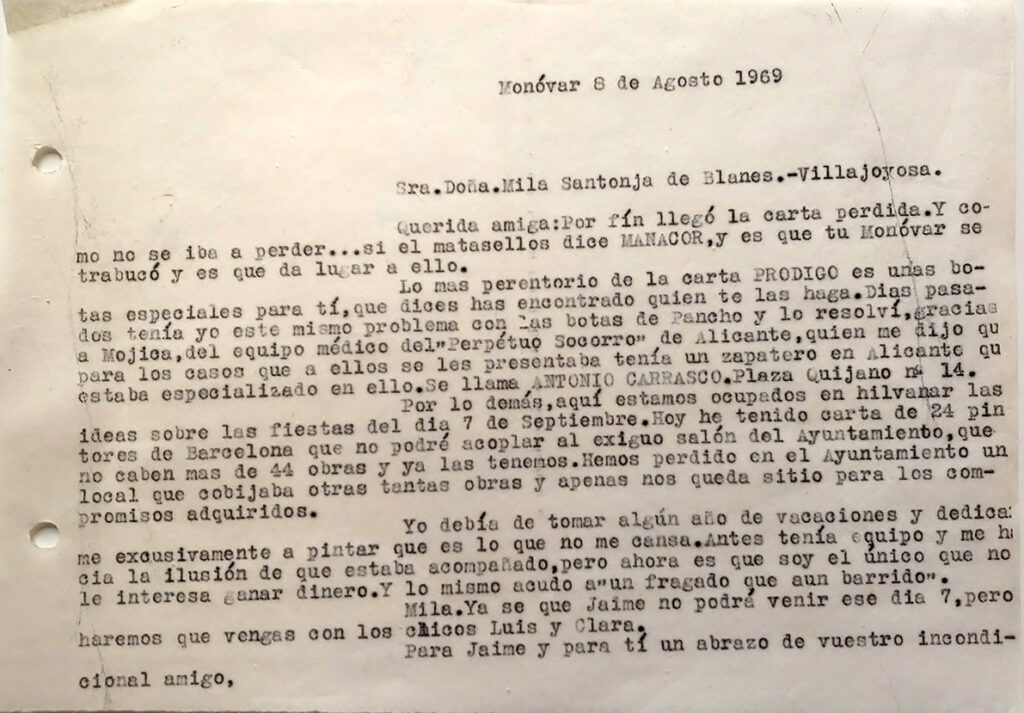 Monóvar 8 de Agosto 1969
Sra.Doña.Mila Santonja de Blanes.-Villajoyosa.
Querida amiga:Por fín llegó la carta perdida.Y co-
mo no se iba a perder...si el matasellos dice MANACOR,y es que tu Monóvar se
trabucó y es que da lugar a ello.
Lo mas perentorio de la carta PRODIGO es unas bo-
tas especiales para tí,que dices has encontrado quien te las haga.Dias pasa-
dos tenía yo este mismo problema con las botas de Pancho y lo resolví,gracias
a Mojica,del equipo médico del"Perpétuo Socorro" de Alicante,quien me dijo qu
para los casos que a ellos se les presentaba tenía un zapatero en Alicante qu
estaba especializado en ello.Se llama ANTONIO CARRASCO.Plaza Quijano nº 14.
Por lo demás,aquí estamos ocupados en hilvanar las
ideas sobre las fiestas del dia 7 de Septiembre.Hoy he tenido carta de 24 pin
tores de Barcelona que no podré acoplar al exiguo salón del Ayuntamiento,que
no caben mas de 44 obras y ya las tenemos.Hemos perdido en el Ayuntamiento un
local que cobijaba otras tantas obras y apenas nos queda sitio para los com-
promisos adquiridos.
Yo debía de tomar algún año de vacaciones y dedica
me excusivamente a pintar que es lo que no me cansa.Antes tenía equipo y me ha
cia la ilusión de que estaba acompañado,pero ahora es que soy el único que no
le interesa ganar dinero.Y lo mismo acudo a"un fragado que aun barrido".
Mila.Ya se que Jaime no podrá venir ese dia 7,pero
haremos que vengas con los chicos Luis y Clara.
Para Jaime y para tí un abrazo de vuestro incondi-
cional amigo,